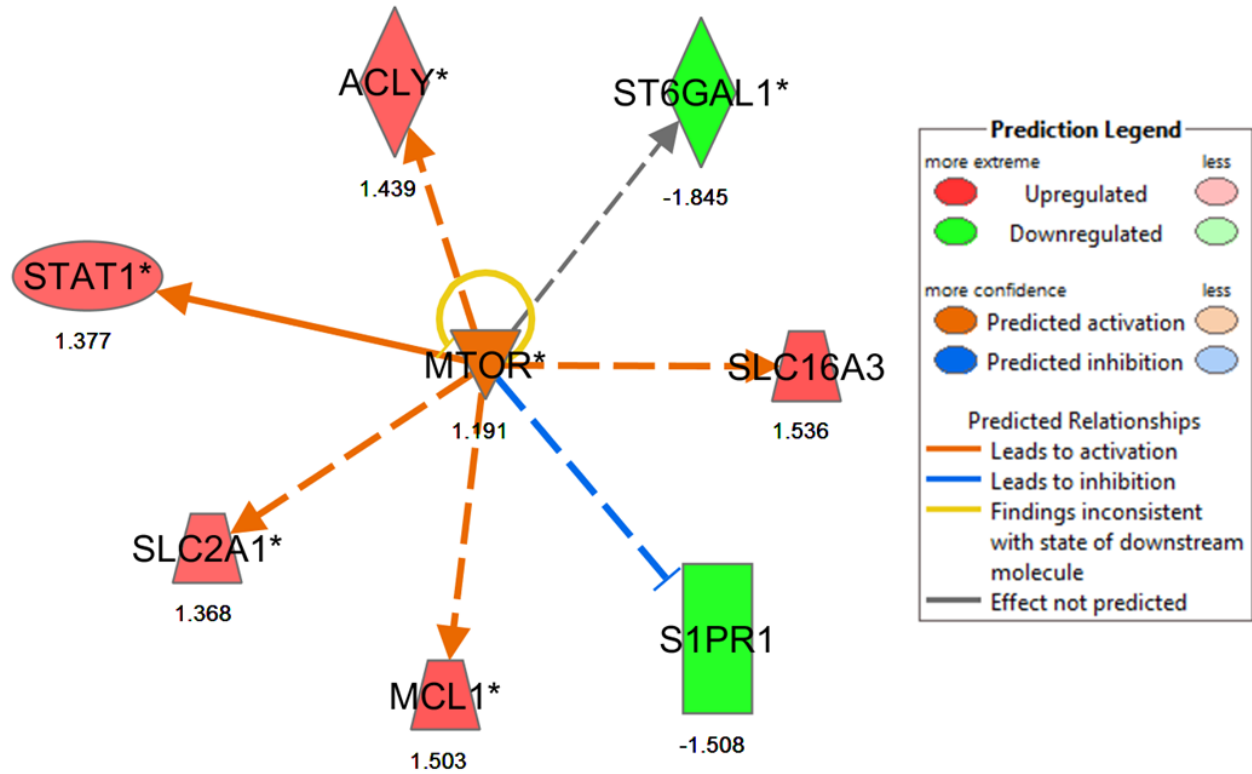 ACLY*
1.439
ST6GAL1*
-1.845
STAT1*
1.377
MTOR*
1.191
SLC16A3
1.536
SLC2A1*
1.368
MCL1*
1.503
S1PR1
-1.508
Prediction Legend
more extreme less
Upregulated
Downregulated
more confidence less
Predicted activation
Predicted inhibition
Predicted Relationships
Leads to activation
Leads to inhibition
Findings inconsistent
with state of downstream
molecule
Effect not predicted